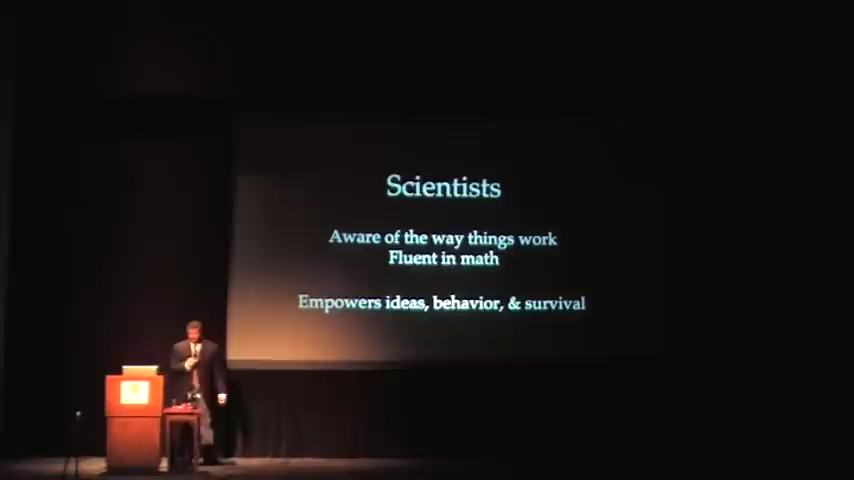 Scientists
Aware of the way things work
Fluent in math
Empowers ideas, behavior, & survival